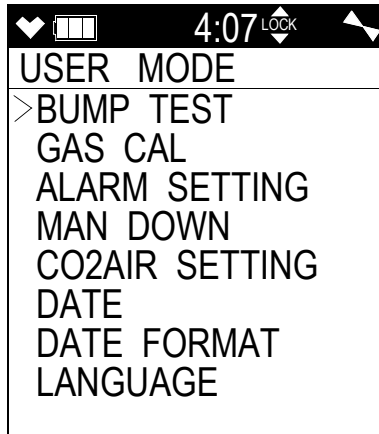 4:07 LOCK
USER MODE
>BUMP TEST
GAS CAL
ALARM SETTING
MAN DOWN
CO2AIR SETTING
DATE
DATE FORMAT
LANGUAGE